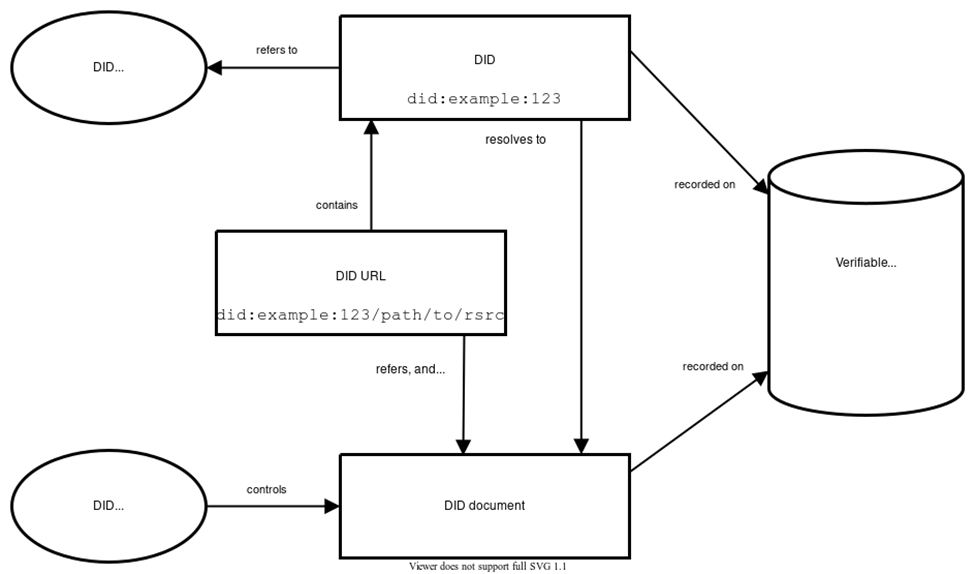 DID...
refers to
DID
did:example:123
resolves to
recorded on
contains
DID URL
did:example:123/path/to/rsrc
Verifiable...
refers, and...
recorded on
DID...
controls
DID document
Viewer does not support full SVG 1.1